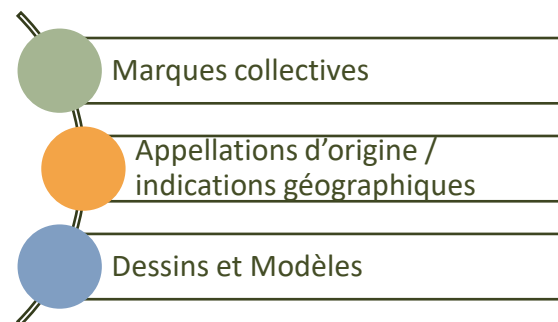 Marques collectives
Appellations d’origine /
indications géographiques
Dessins et Modèles